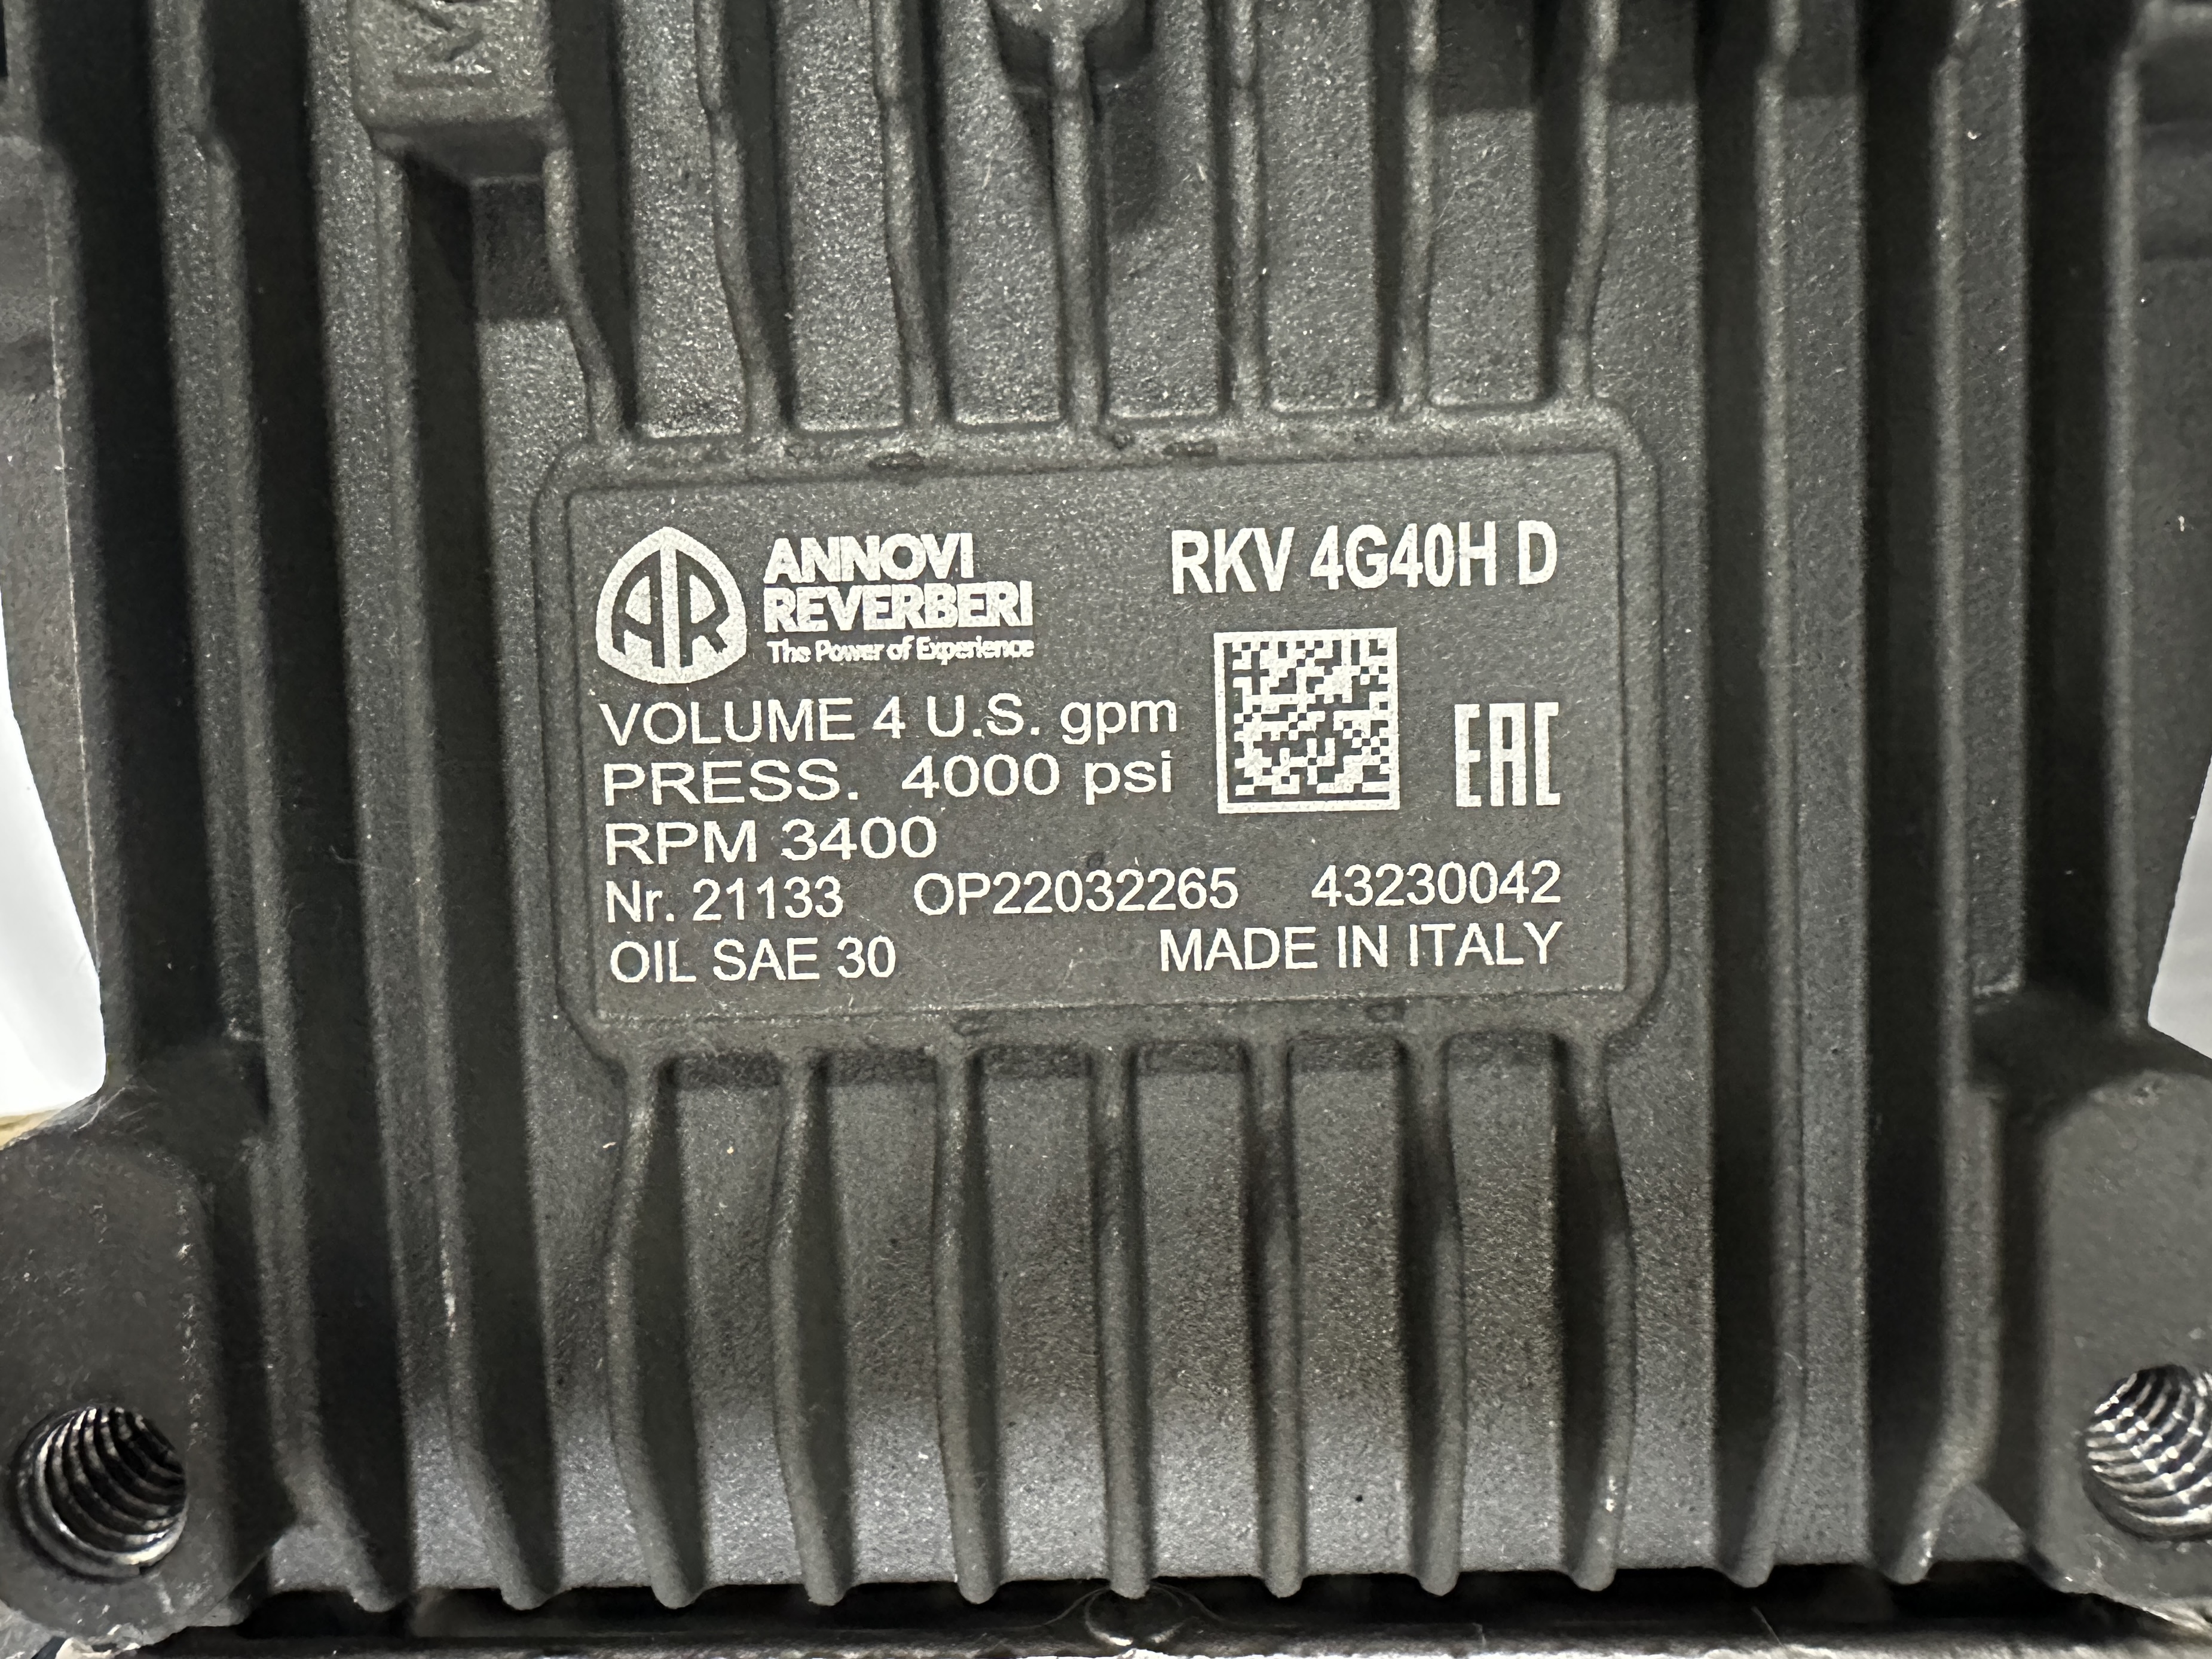 ANNOVI
REVERBERI
The Power of Experience
RKV 4G40H D
VOLUME 4 U.S. gpm
PRESS. 4000 psi
EAC
RPM 3400
Nr. 21133 OP22032265 43230042
OIL SAE 30 MADE IN ITALY